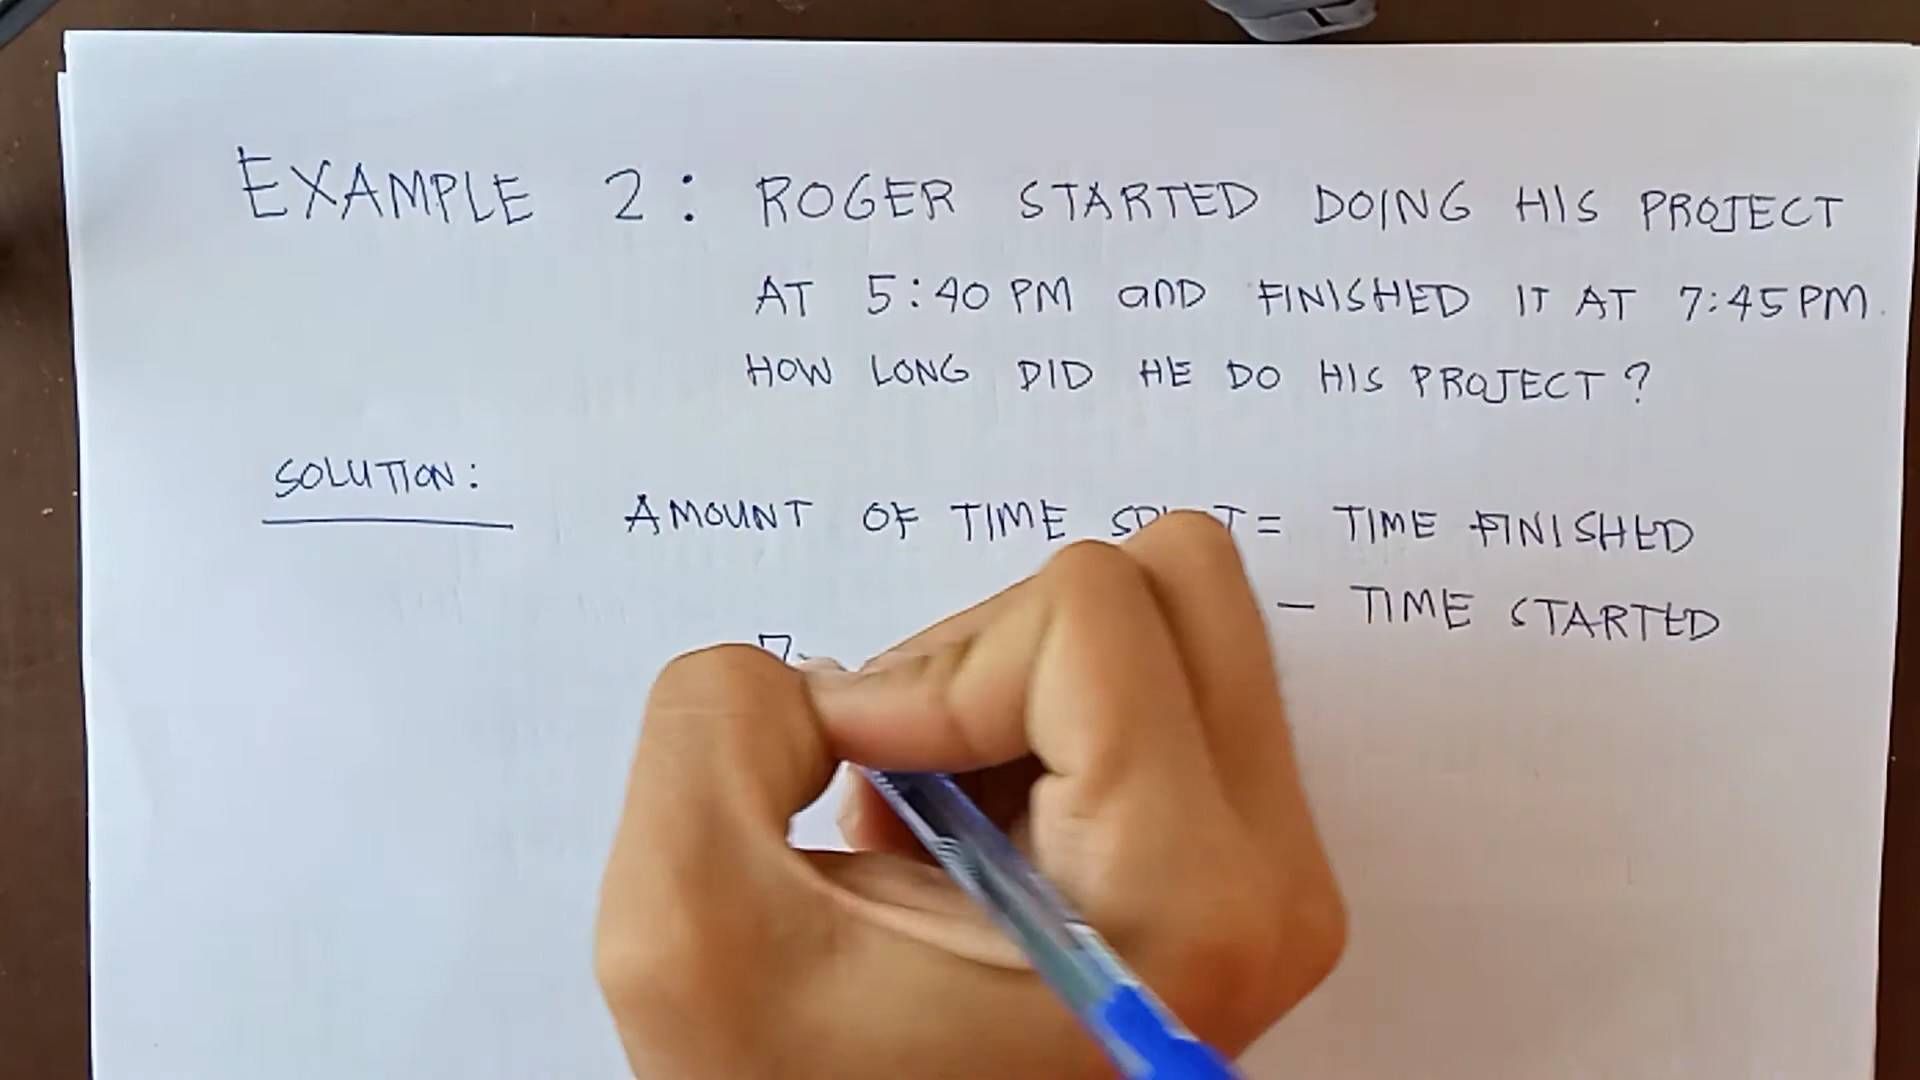 EXAMPLE 2: ROGER STARTED DOING HIS PROJECT
AT 5:40 PM and FINISHED IT AT 7:45 PM.
HOW LONG DID HE DO HIS PROJECT?
SOLUTION:
AMOUNT OF TIME = TIME FINISHED
— TIME STARTED
7